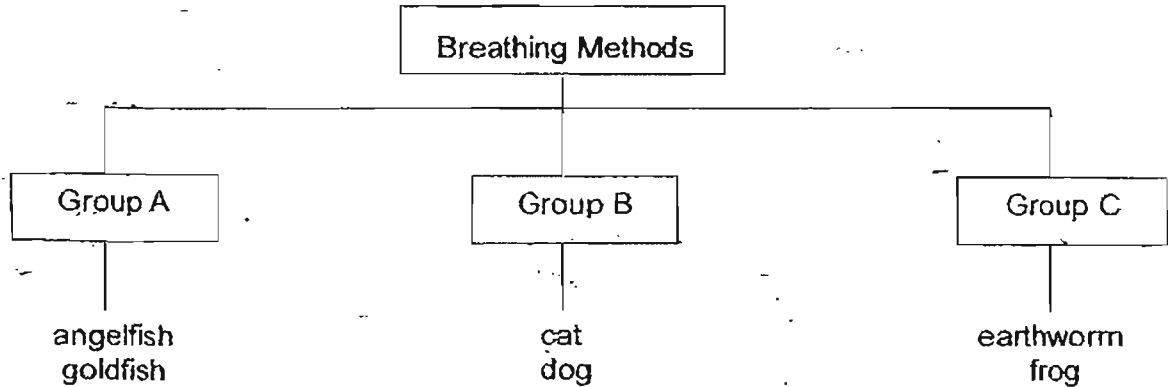 Breathing Methods
Group A
Group B
Group C
angelfish
goldfish
cat
dog
earthworm
frog